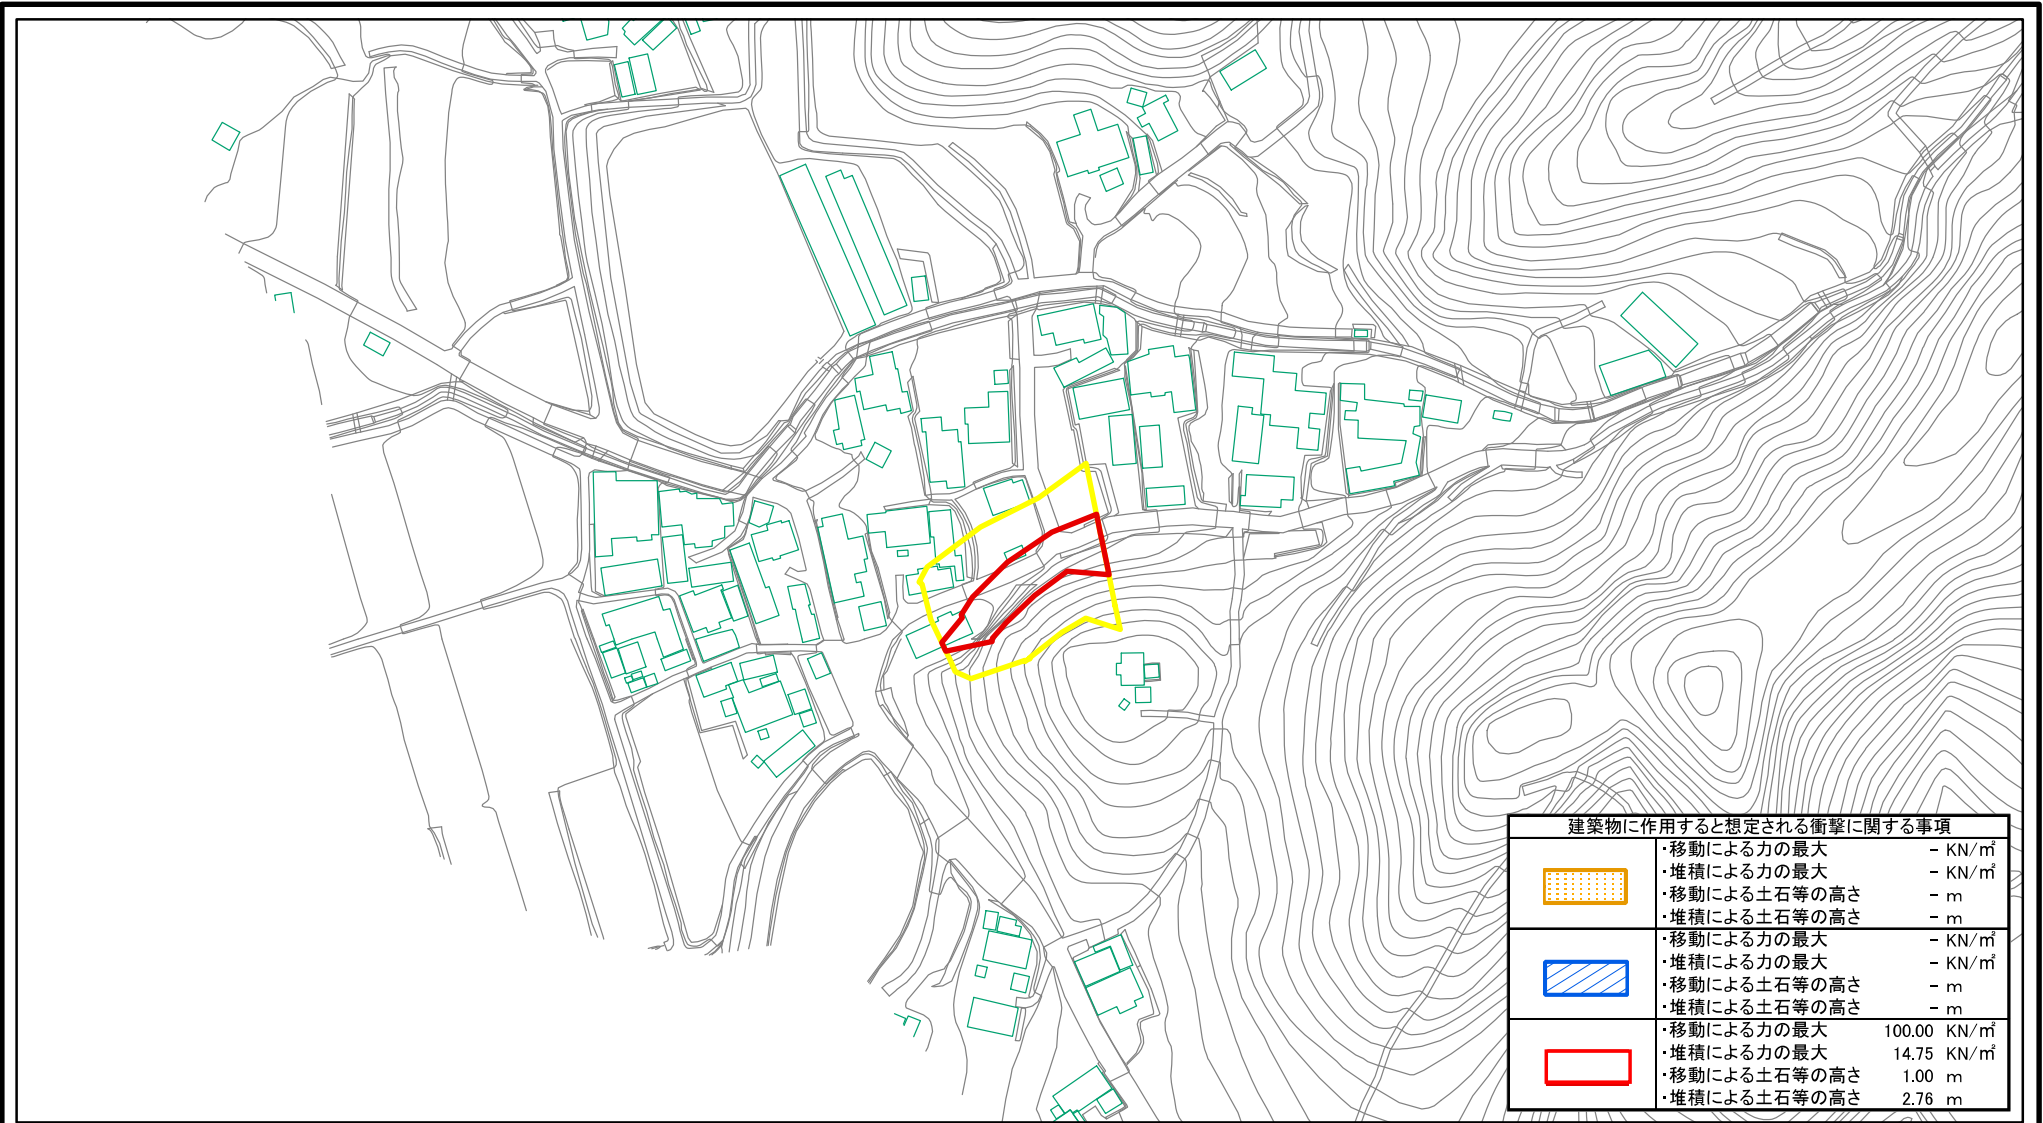 建築物に作用すると想定される衝撃に関する事項
・移動による力の最大 － KN/㎡
・堆積による力の最大 － KN/㎡
・移動による土石等の高さ － m
・堆積による土石等の高さ － m
・移動による力の最大 － KN/㎡
・堆積による力の最大 － KN/㎡
・移動による土石等の高さ － m
・堆積による土石等の高さ － m
・移動による力の最大 100.00 KN/㎡
・堆積による力の最大 14.75 KN/㎡
・移動による土石等の高さ 1.00 m
・堆積による土石等の高さ 2.76 m